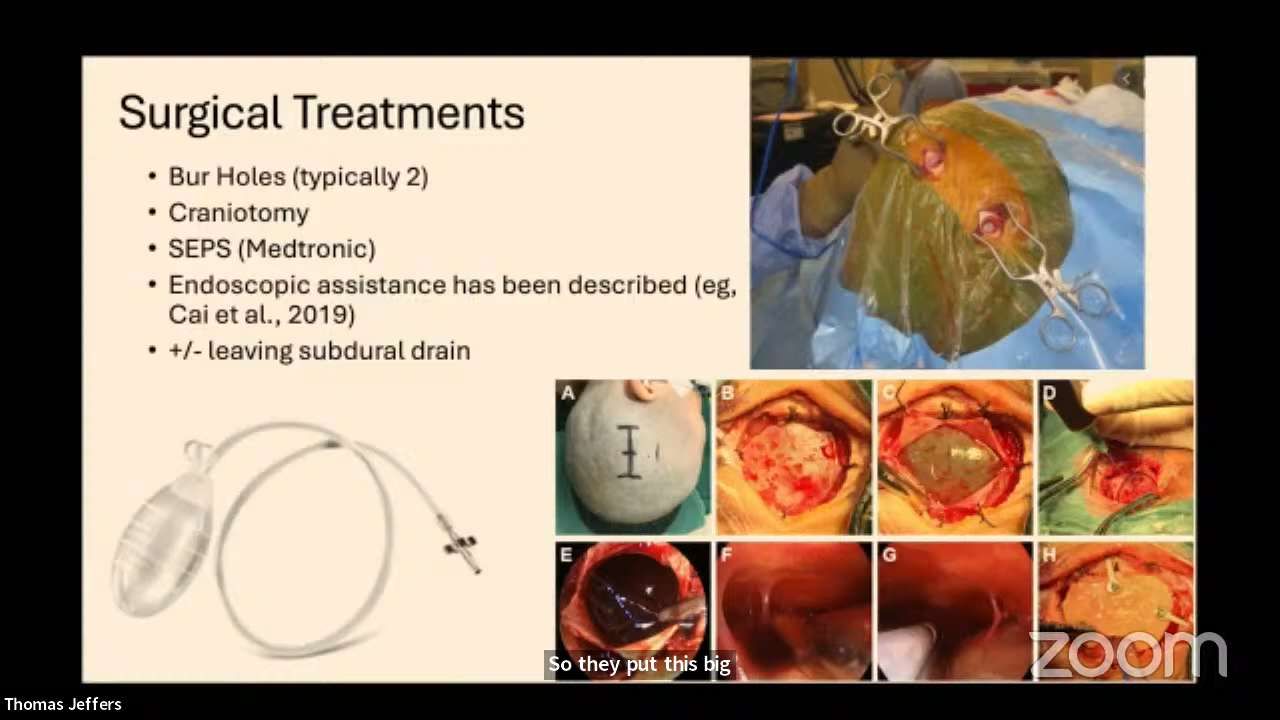 Surgical Treatments
• Bur Holes (typically 2)
• Craniotomy
• SEPS (Medtronic)
• Endoscopic assistance has been described (eg,
Cai et al., 2019)
• +/- leaving subdural drain
A
B
C
D
E
F
G
H
So they put this big
zoom
Thomas Jeffers